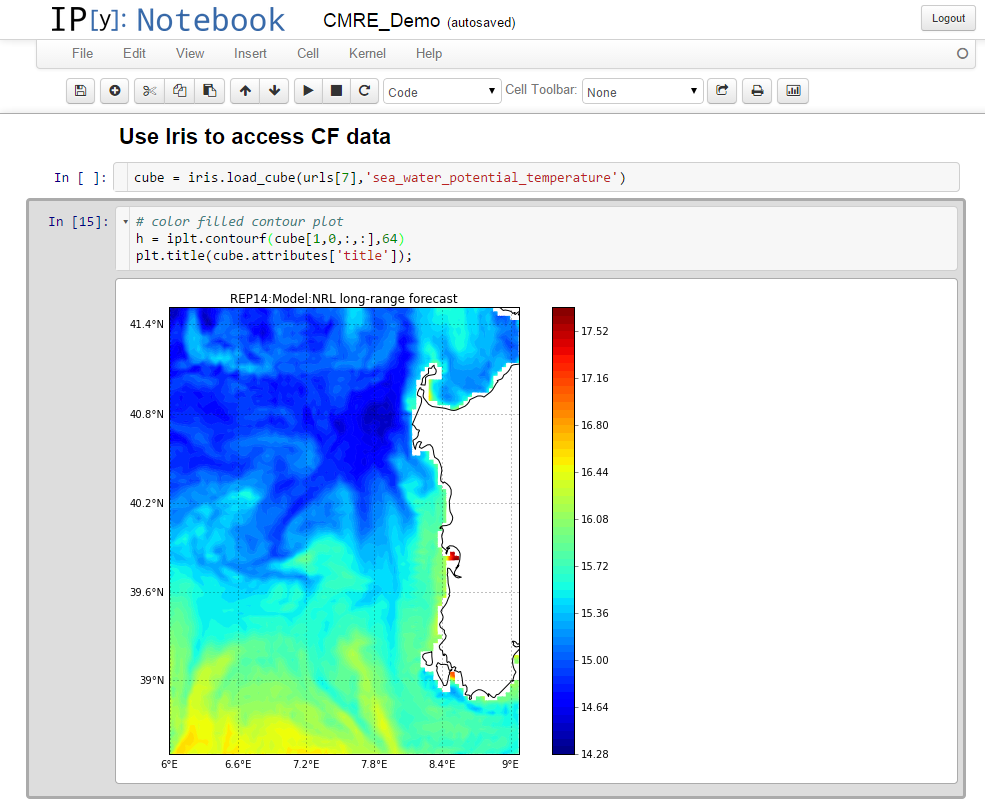 IP[y]: Notebook CMRE_Demo (autosaved) Logout
File Edit View Insert Cell Kernel Help
Code Cell Toolbar: None
Use Iris to access CF data
In [ ]: cube = iris.load_cube(urls[7],'sea_water_potential_temperature')
In [15]: # color filled contour plot
h = iplt.contourf(cube[1,0,:,:],64)
plt.title(cube.attributes['title']);
REP14:Model:NRL long-range forecast
41.4°N
40.8°N
40.2°N
39.6°N
39°N
6°E 6.6°E 7.2°E 7.8°E 8.4°E 9°E
17.52
17.16
16.80
16.44
16.08
15.72
15.36
15.00
14.64
14.28